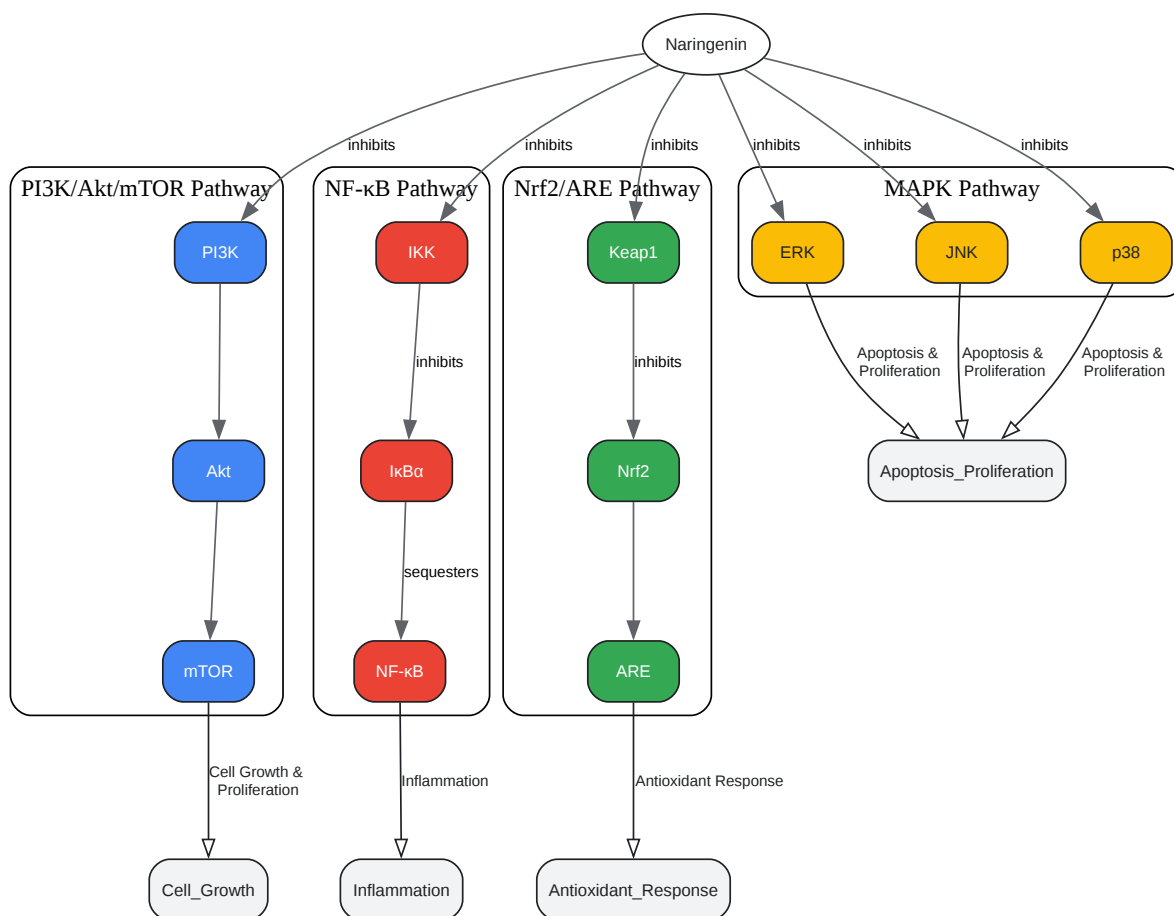 Naringenin
inhibits
inhibits
inhibits
inhibits
inhibits
inhibits
PI3K/Akt/mTOR Pathway
NF-κB Pathway
Nrf2/ARE Pathway
MAPK Pathway
PI3K
IKK
Keap1
ERK
JNK
p38
inhibits
inhibits
Apoptosis &
Proliferation
Apoptosis &
Proliferation
Apoptosis &
Proliferation
Akt
IκBα
Nrf2
Apoptosis_Proliferation
sequesters
mTOR
NF-κB
ARE
Cell Growth &
Proliferation
Inflammation
Antioxidant Response
Cell_Growth
Inflammation
Antioxidant_Response